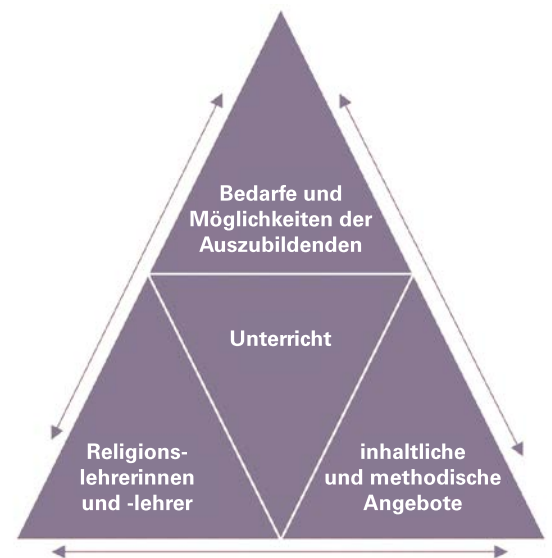 Bedarfe und
Möglichkeiten der
Auszubildenden
Unterricht
Religions-
lehrerinnen
und -lehrer
inhaltliche
und methodische
Angebote